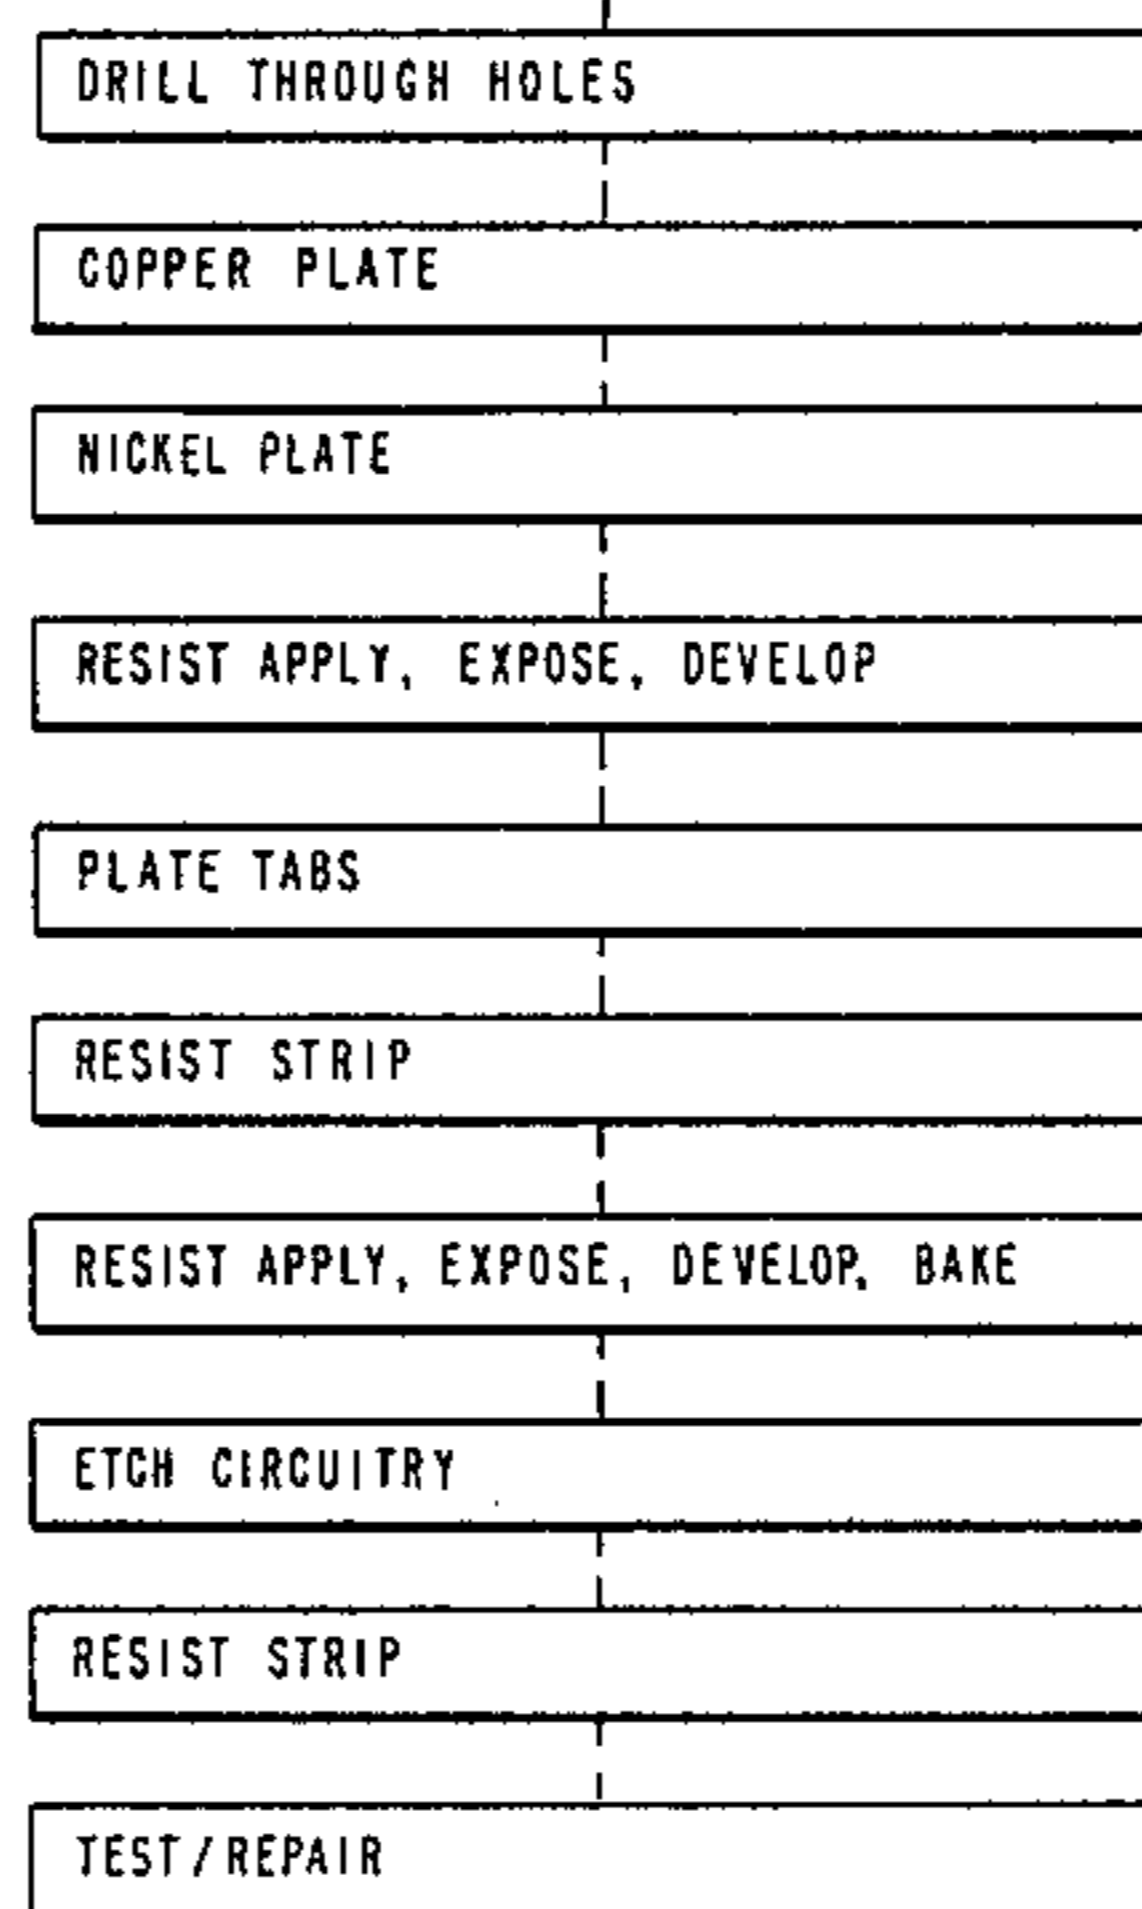 DRILL THROUGH HOLES
COPPER PLATE
NICKEL PLATE
RESIST APPLY, EXPOSE, DEVELOP
PLATE TABS
RESIST STRIP
RESIST APPLY, EXPOSE, DEVELOP, BAKE
ETCH CIRCUITRY
RESIST STRIP
TEST/REPAIR